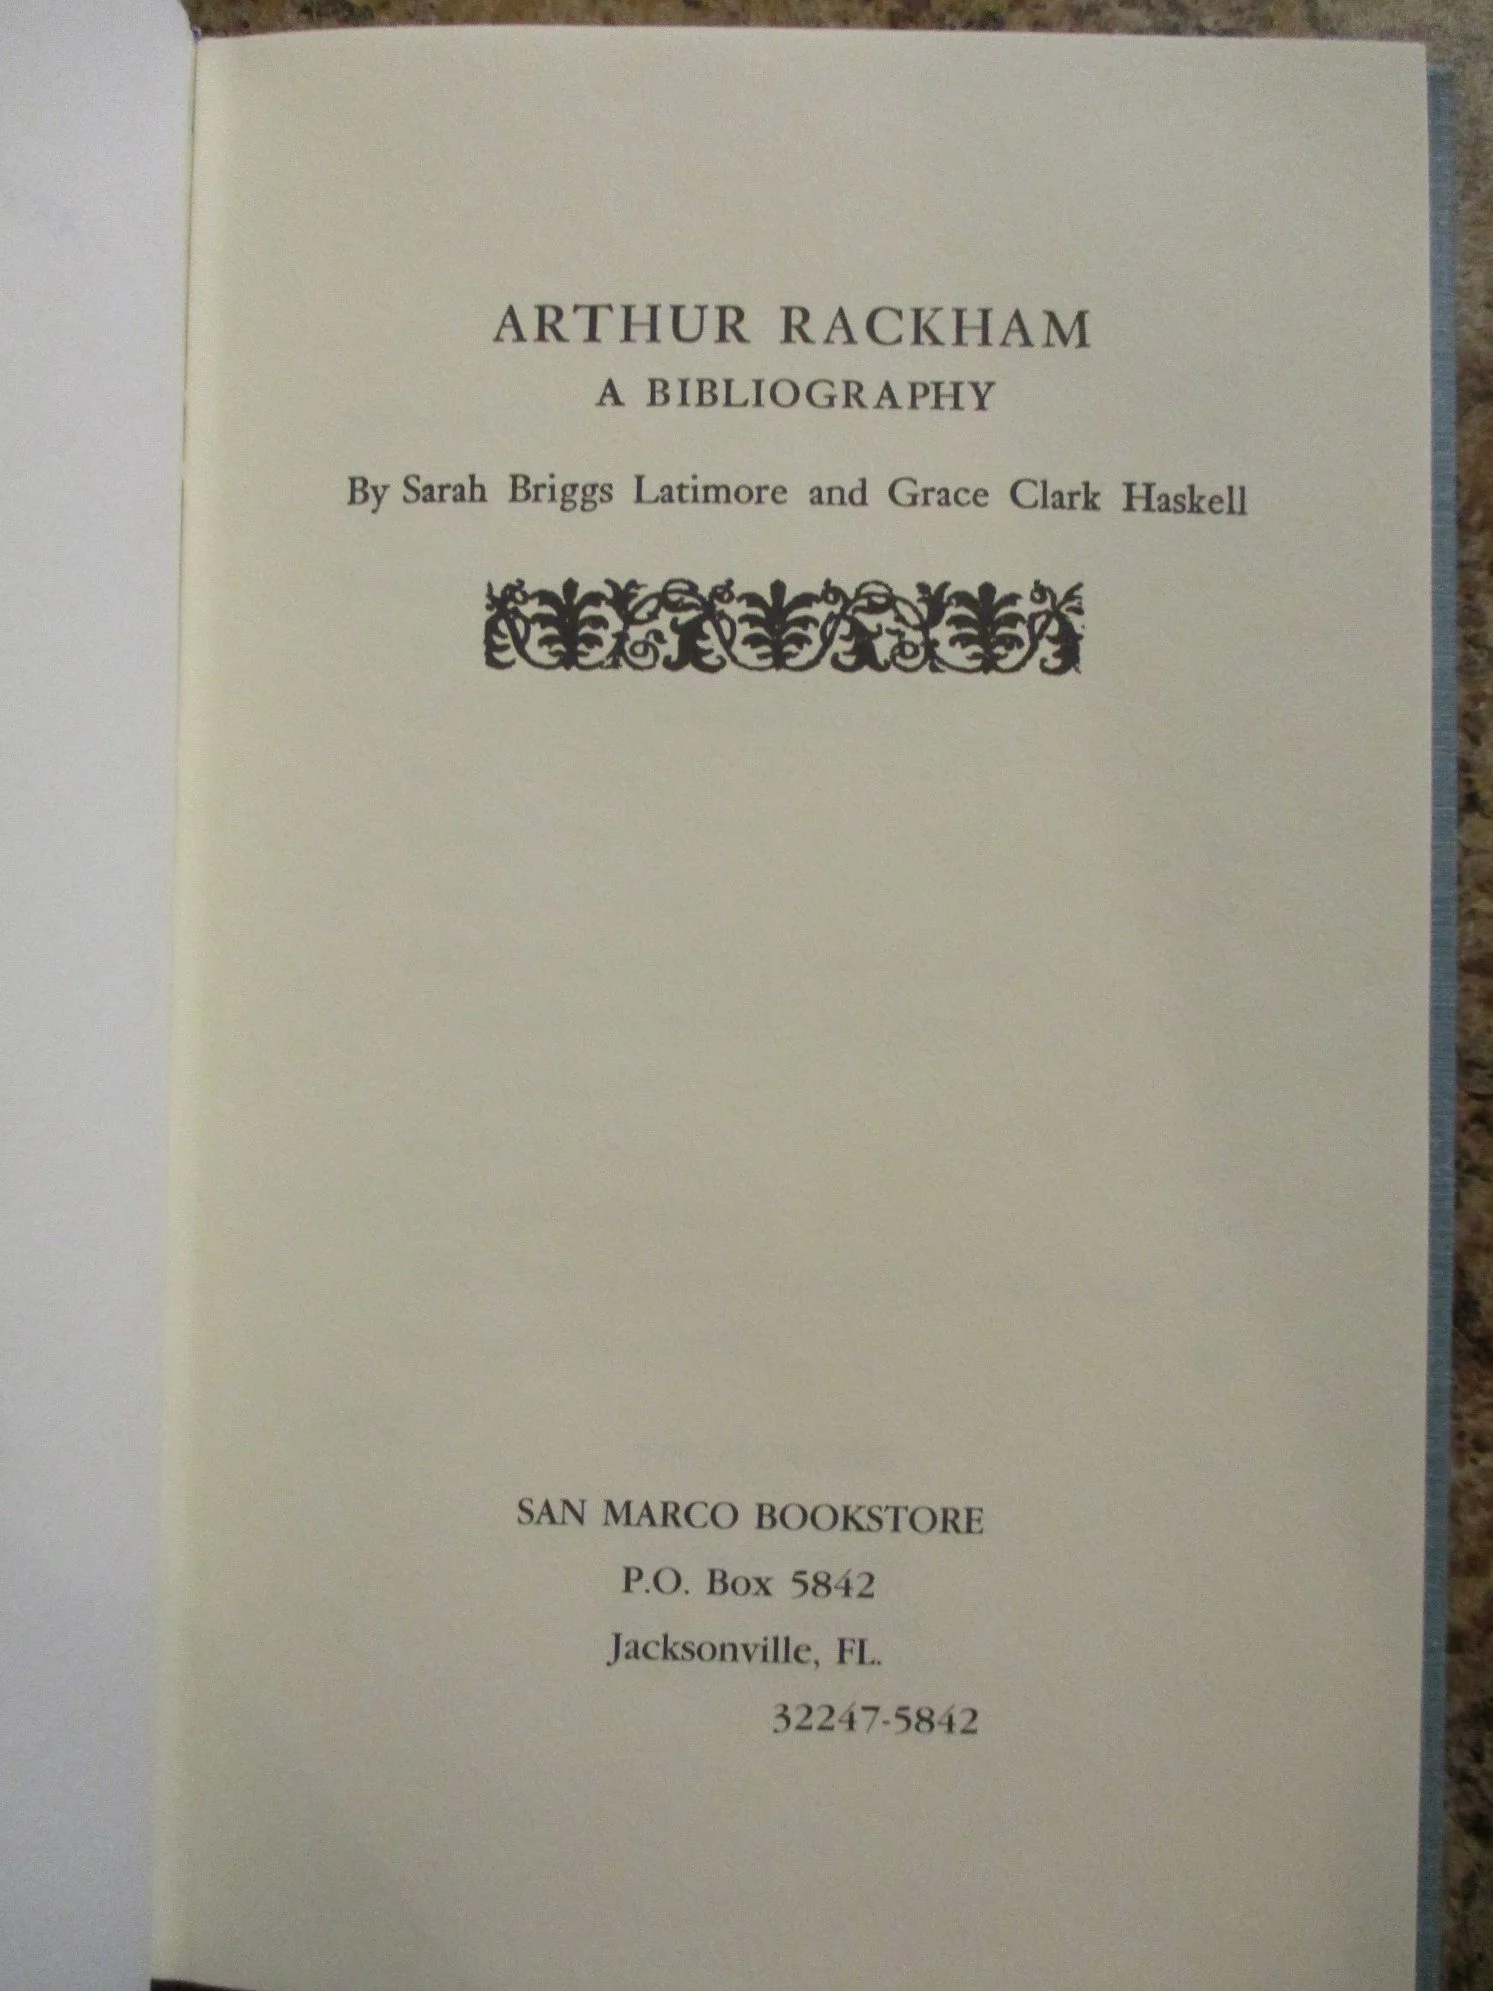 ARTHUR RACKHAM
A BIBLIOGRAPHY
By Sarah Briggs Latimore and Grace Clark Haskell
SAN MARCO BOOKSTORE
P.O. Box 5842
Jacksonville, FL.
32247-5842